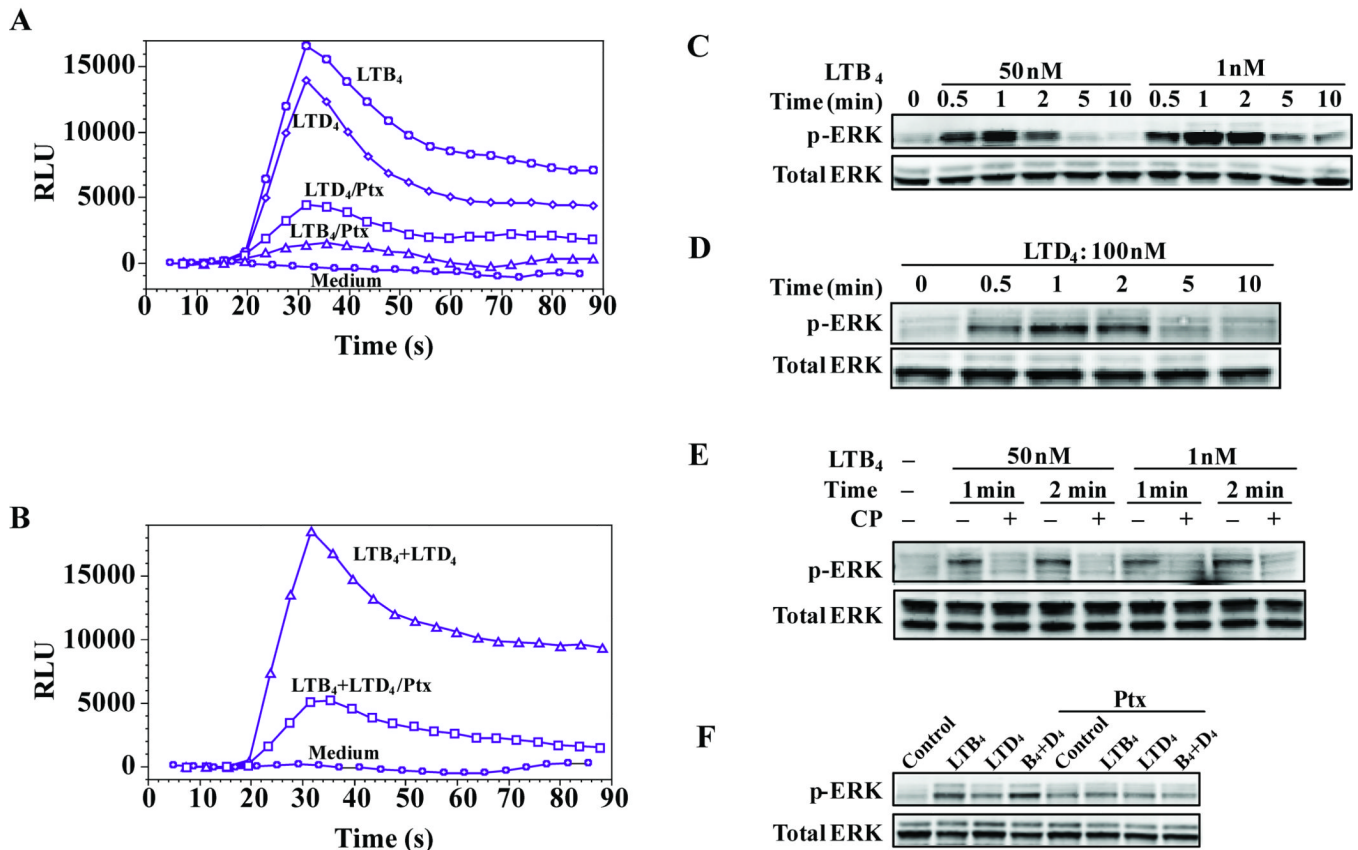 A
RLU
15000
10000
5000
0
LTB₄
LTD₄
LTD₄/Ptx
LTB₄/Ptx
Medium
0 10 20 30 40 50 60 70 80 90
Time (s)
B
RLU
15000
10000
5000
0
LTB₄+LTD₄
LTB₄+LTD₄/Ptx
Medium
0 10 20 30 40 50 60 70 80 90
Time (s)
C
LTB₄ 50nM 1nM
Time (min) 0 0.5 1 2 5 10 0.5 1 2 5 10
p-ERK
Total ERK
D
LTD₄: 100nM
Time (min) 0 0.5 1 2 5 10
p-ERK
Total ERK
E
LTB₄ – 50nM 1nM
Time – 1min 2 min 1min 2 min
CP – – + – + – + – +
p-ERK
Total ERK
F
Ptx
Control LTB₄ LTD₄ B₄+D₄ Control LTB₄ LTD₄ B₄+D₄
p-ERK
Total ERK